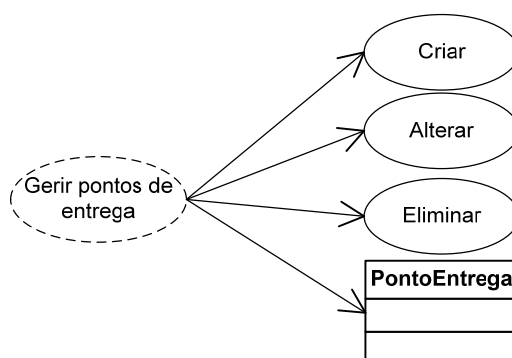 Criar
Alterar
Gerir pontos de
entrega
Eliminar
PontoEntrega